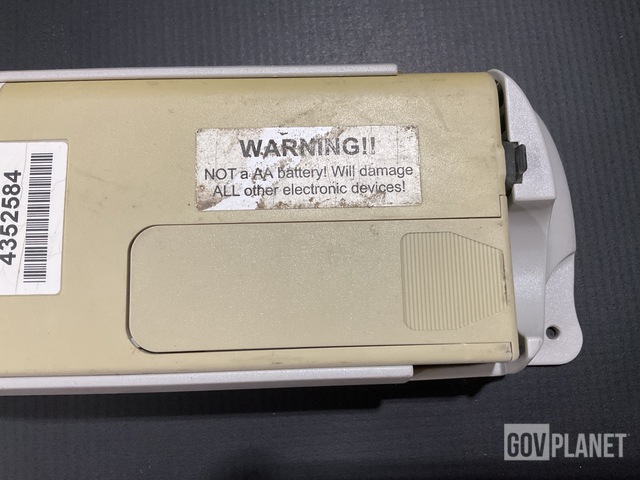 WARNING!!
NOT a AA battery! Will damage
ALL other electronic devices!
4352584
GOVPLANET